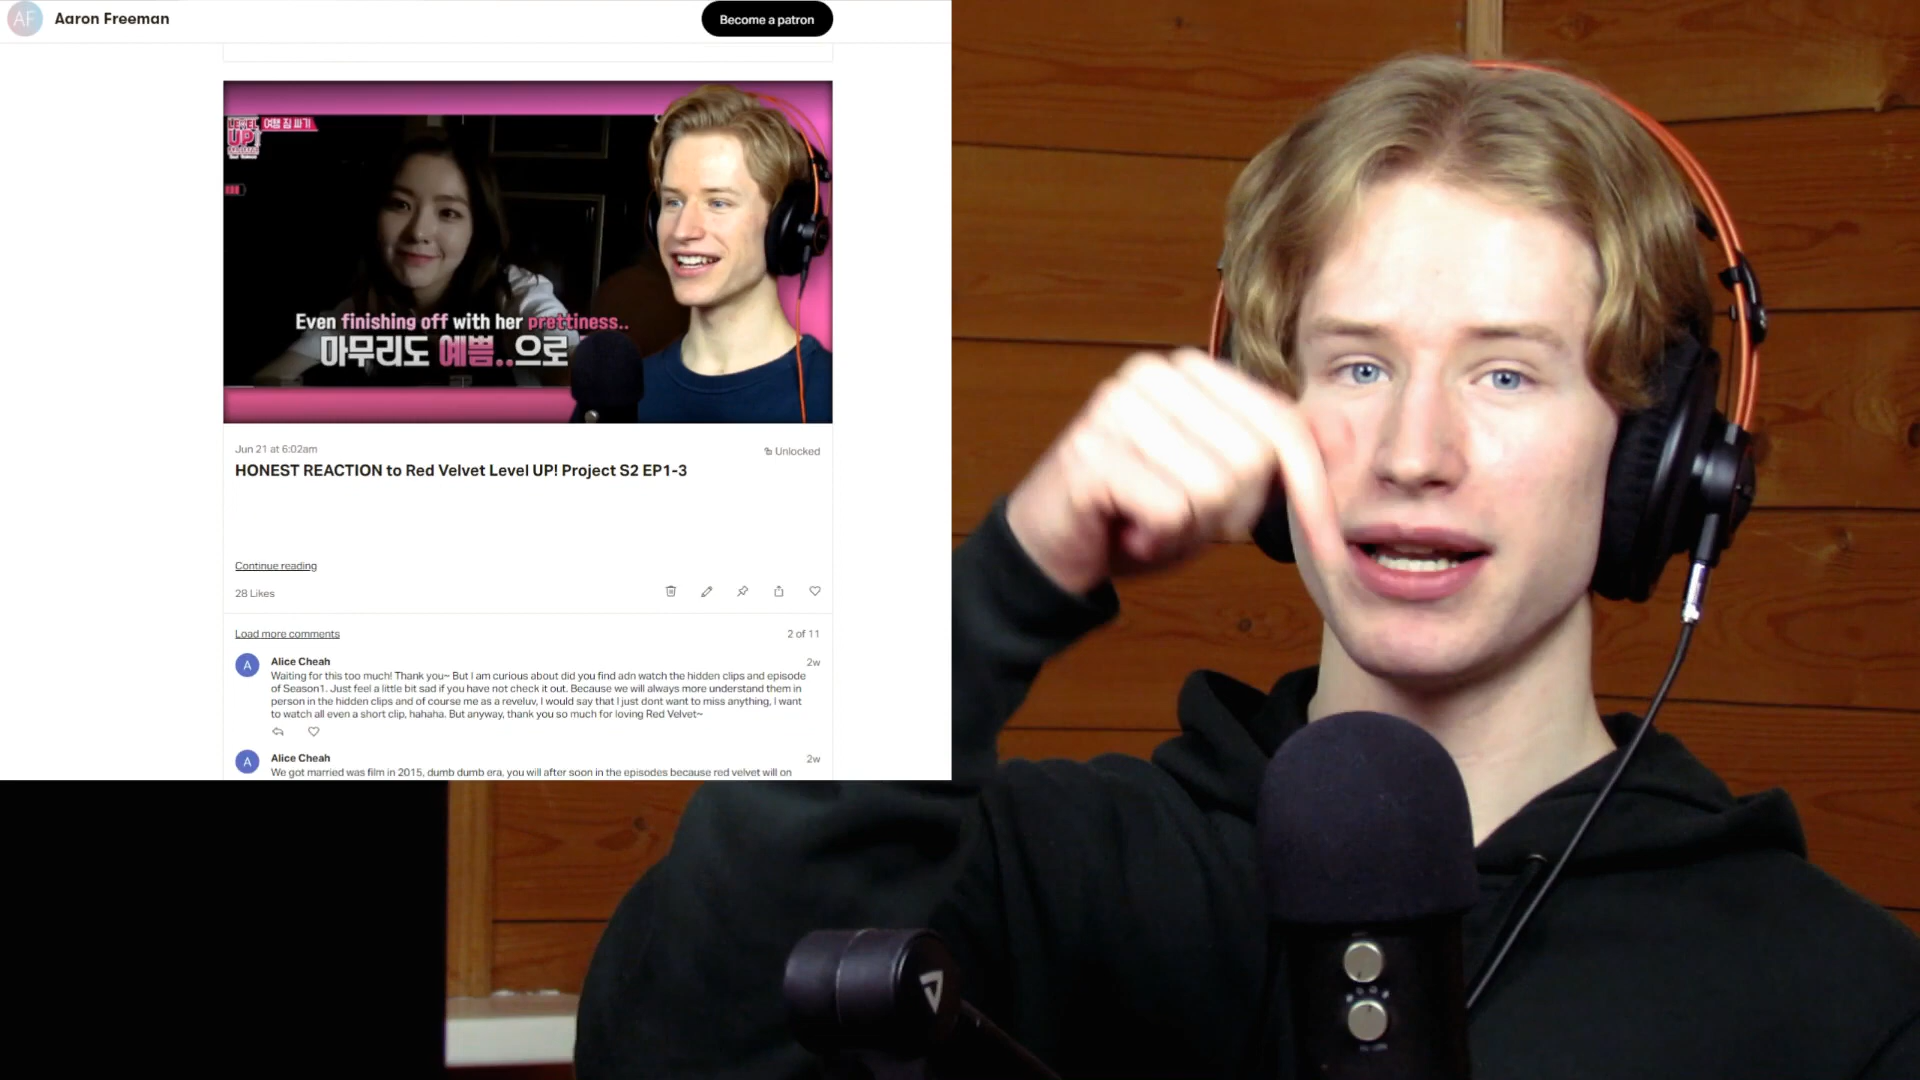 AF
Aaron Freeman
Become a patron
LEVEL
UP!
여행 짐 싸기
Even finishing off with her prettiness..
마무리도 예쁨..으로
Jun 21 at 6:02am
Unlocked
HONEST REACTION to Red Velvet Level UP! Project S2 EP1-3
Continue reading
28 Likes
Load more comments
2 of 11
A
Alice Cheah
2w
Waiting for this too much! Thank you~ But I am curious about did you find adn watch the hidden clips and episode
of Season1. Just feel a little bit sad if you have not check it out. Because we will always more understand them in
person in the hidden clips and of course me as a reveluv, I would say that I just dont want to miss anything, I want
to watch all even a short clip, hahaha. But anyway, thank you so much for loving Red Velvet~
A
Alice Cheah
2w
We got married was film in 2015, dumb dumb era, you will after soon in the episodes because red velvet will on